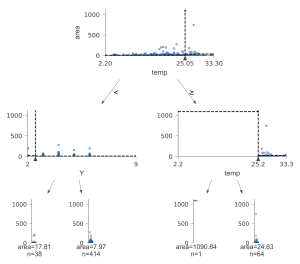 1000
500
0
area
2.20
25.05
33.30
temp
<
≥
1000
500
0
2
9
Y
1000
500
0
2.2
25.2
33.3
temp
1000
500
0
area=17.81
n=38
1000
500
0
area=7.97
n=414
1000
500
0
area=1090.84
n=1
1000
500
0
area=24.63
n=64